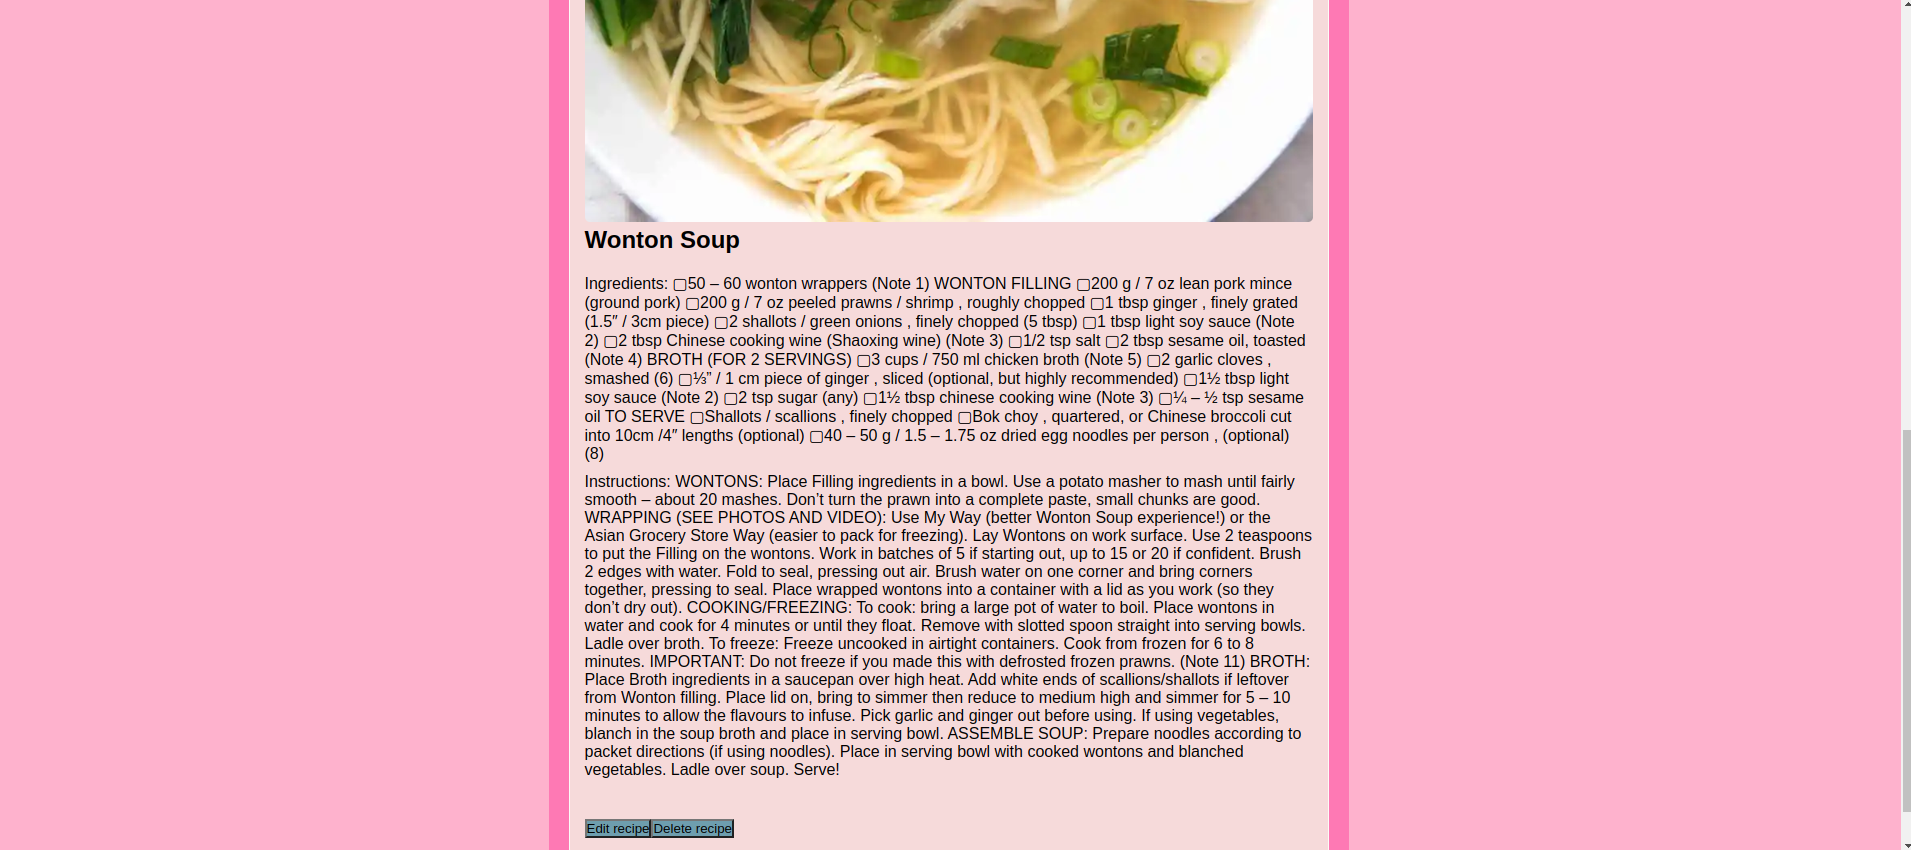 Wonton Soup
Ingredients: ▢50 – 60 wonton wrappers (Note 1) WONTON FILLING ▢200 g / 7 oz lean pork mince
(ground pork) ▢200 g / 7 oz peeled prawns / shrimp , roughly chopped ▢1 tbsp ginger , finely grated
(1.5″ / 3cm piece) ▢2 shallots / green onions , finely chopped (5 tbsp) ▢1 tbsp light soy sauce (Note
2) ▢2 tbsp Chinese cooking wine (Shaoxing wine) (Note 3) ▢1/2 tsp salt ▢2 tbsp sesame oil, toasted
(Note 4) BROTH (FOR 2 SERVINGS) ▢3 cups / 750 ml chicken broth (Note 5) ▢2 garlic cloves ,
smashed (6) ▢⅓” / 1 cm piece of ginger , sliced (optional, but highly recommended) ▢1½ tbsp light
soy sauce (Note 2) ▢2 tsp sugar (any) ▢1½ tbsp chinese cooking wine (Note 3) ▢¼ – ½ tsp sesame
oil TO SERVE ▢Shallots / scallions , finely chopped ▢Bok choy , quartered, or Chinese broccoli cut
into 10cm /4″ lengths (optional) ▢40 – 50 g / 1.5 – 1.75 oz dried egg noodles per person , (optional)
(8)
Instructions: WONTONS: Place Filling ingredients in a bowl. Use a potato masher to mash until fairly
smooth – about 20 mashes. Don’t turn the prawn into a complete paste, small chunks are good.
WRAPPING (SEE PHOTOS AND VIDEO): Use My Way (better Wonton Soup experience!) or the
Asian Grocery Store Way (easier to pack for freezing). Lay Wontons on work surface. Use 2 teaspoons
to put the Filling on the wontons. Work in batches of 5 if starting out, up to 15 or 20 if confident. Brush
2 edges with water. Fold to seal, pressing out air. Brush water on one corner and bring corners
together, pressing to seal. Place wrapped wontons into a container with a lid as you work (so they
don’t dry out). COOKING/FREEZING: To cook: bring a large pot of water to boil. Place wontons in
water and cook for 4 minutes or until they float. Remove with slotted spoon straight into serving bowls.
Ladle over broth. To freeze: Freeze uncooked in airtight containers. Cook from frozen for 6 to 8
minutes. IMPORTANT: Do not freeze if you made this with defrosted frozen prawns. (Note 11) BROTH:
Place Broth ingredients in a saucepan over high heat. Add white ends of scallions/shallots if leftover
from Wonton filling. Place lid on, bring to simmer then reduce to medium high and simmer for 5 – 10
minutes to allow the flavours to infuse. Pick garlic and ginger out before using. If using vegetables,
blanch in the soup broth and place in serving bowl. ASSEMBLE SOUP: Prepare noodles according to
packet directions (if using noodles). Place in serving bowl with cooked wontons and blanched
vegetables. Ladle over soup. Serve!
Edit recipe Delete recipe